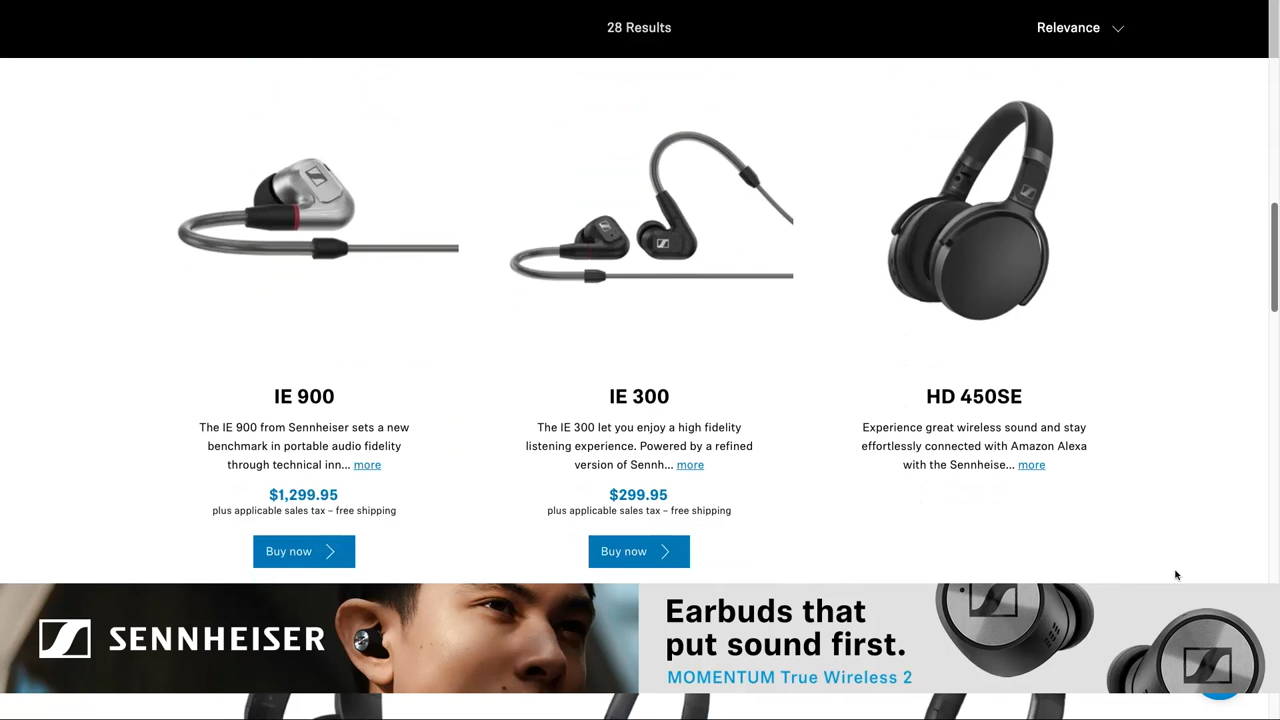 28 Results
Relevance
IE 900
The IE 900 from Sennheiser sets a new
benchmark in portable audio fidelity
through technical inn... more
$1,299.95
plus applicable sales tax – free shipping
Buy now
IE 300
The IE 300 let you enjoy a high fidelity
listening experience. Powered by a refined
version of Sennh... more
$299.95
plus applicable sales tax – free shipping
Buy now
HD 450SE
Experience great wireless sound and stay
effortlessly connected with Amazon Alexa
with the Sennheise... more
SENNHEISER
Earbuds that
put sound first.
MOMENTUM True Wireless 2